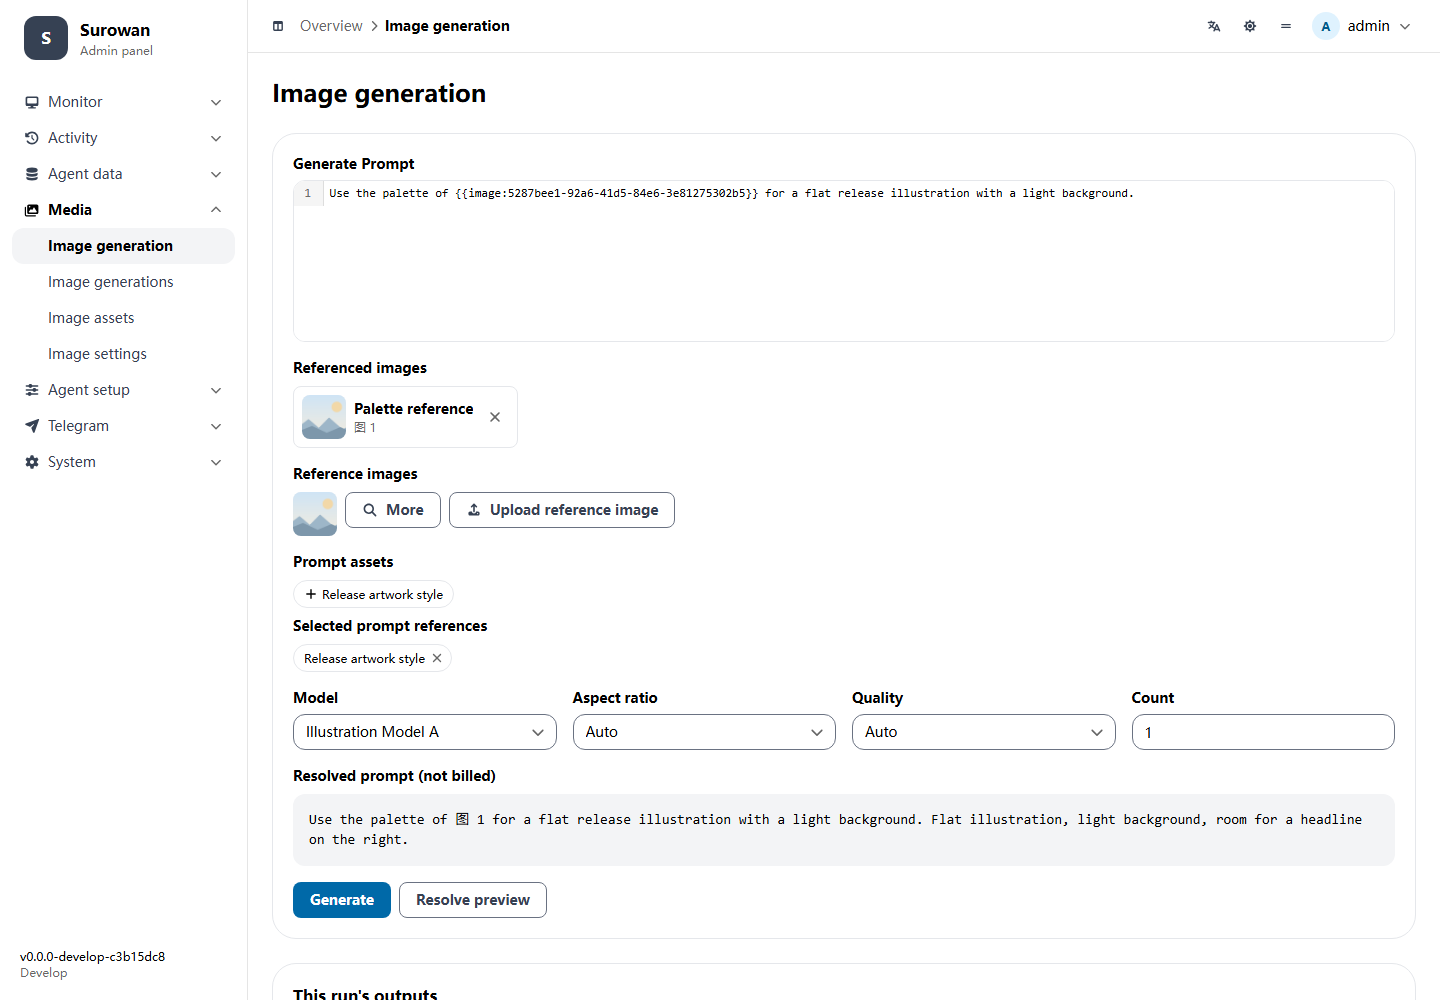 S
Surowan
Admin panel
Monitor
Activity
Agent data
Media
Image generation
Image generations
Image assets
Image settings
Agent setup
Telegram
System
v0.0.0-develop-c3b15dc8
Develop
Overview
Image generation
A
admin
Image generation
Generate Prompt
1
Use the palette of {{image:5287bee1-92a6-41d5-84e6-3e81275302b5}} for a flat release illustration with a light background.
Referenced images
Palette reference
图 1
Reference images
More
Upload reference image
Prompt assets
Release artwork style
Selected prompt references
Release artwork style
Model
Aspect ratio
Quality
Count
Illustration Model A
Auto
Auto
1
Resolved prompt (not billed)
Use the palette of 图 1 for a flat release illustration with a light background. Flat illustration, light background, room for a headline
on the right.
Generate
Resolve preview
This run's outputs